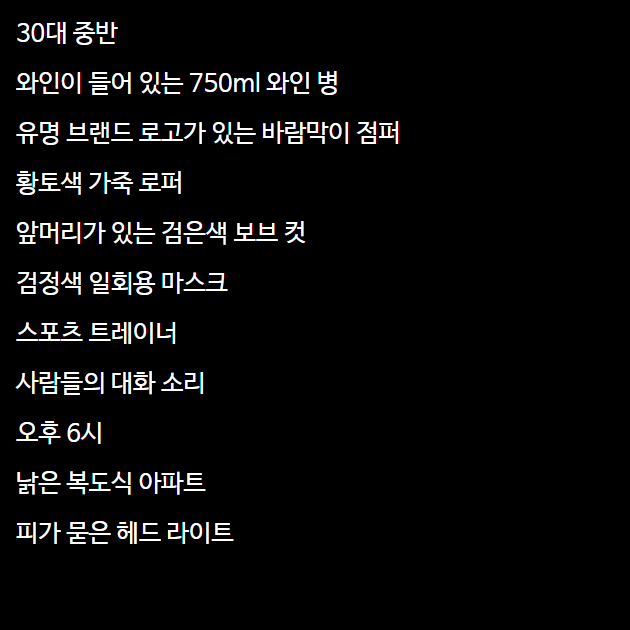 30대 중반
와인이 들어 있는 750ml 와인 병
유명 브랜드 로고가 있는 바람막이 점퍼
황토색 가죽 로퍼
앞머리가 있는 검은색 보브 컷
검정색 일회용 마스크
스포츠 트레이너
사람들의 대화 소리
오후 6시
낡은 복도식 아파트
피가 묻은 헤드 라이트